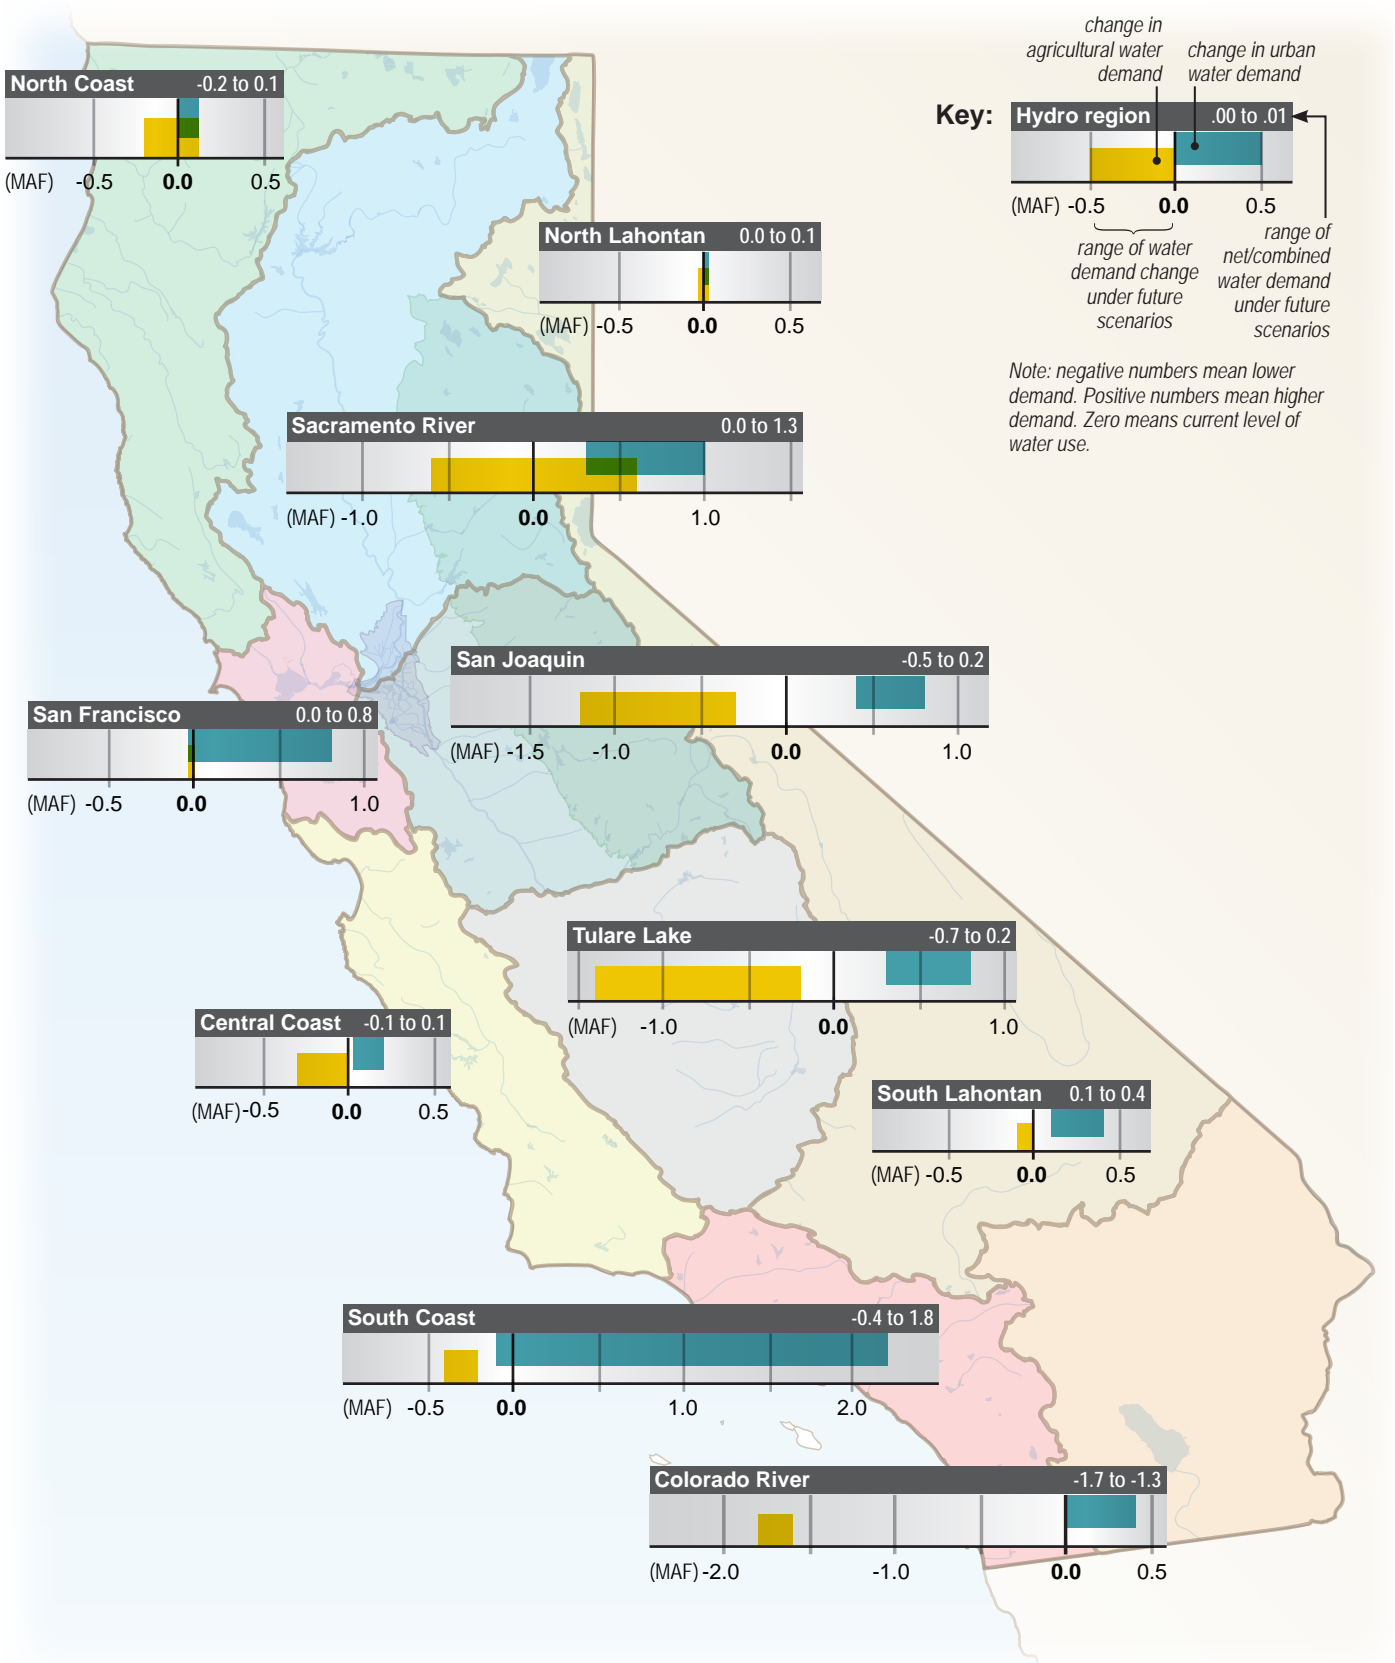 North Coast -0.2 to 0.1
(MAF) -0.5 0.0 0.5
change in
agricultural water
demand
change in urban
water demand
Key:
Hydro region .00 to .01
(MAF) -0.5 0.0 0.5
range of water
demand change
under future
scenarios
range of
net/combined
water demand
under future
scenarios
Note: negative numbers mean lower
demand. Positive numbers mean higher
demand. Zero means current level of
water use.
North Lahontan 0.0 to 0.1
(MAF) -0.5 0.0 0.5
Sacramento River 0.0 to 1.3
(MAF) -1.0 0.0 1.0
San Joaquin -0.5 to 0.2
(MAF) -1.5 -1.0 0.0 1.0
San Francisco 0.0 to 0.8
(MAF) -0.5 0.0 1.0
Tulare Lake -0.7 to 0.2
(MAF) -1.0 0.0 1.0
Central Coast -0.1 to 0.1
(MAF) -0.5 0.0 0.5
South Lahontan 0.1 to 0.4
(MAF) -0.5 0.0 0.5
South Coast -0.4 to 1.8
(MAF) -0.5 0.0 1.0 2.0
Colorado River -1.7 to -1.3
(MAF) -2.0 -1.0 0.0 0.5